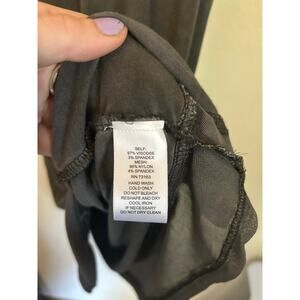 SELF:
97% VISCOSE
3% SPANDEX
MESH:
96% NYLON
4% SPANDEX
RN 73163
HAND WASH
COLD ONLY
DO NOT BLEACH
RESHAPE AND DRY
COOL IRON
IF NECESSARY
DO NOT DRY CLEAN